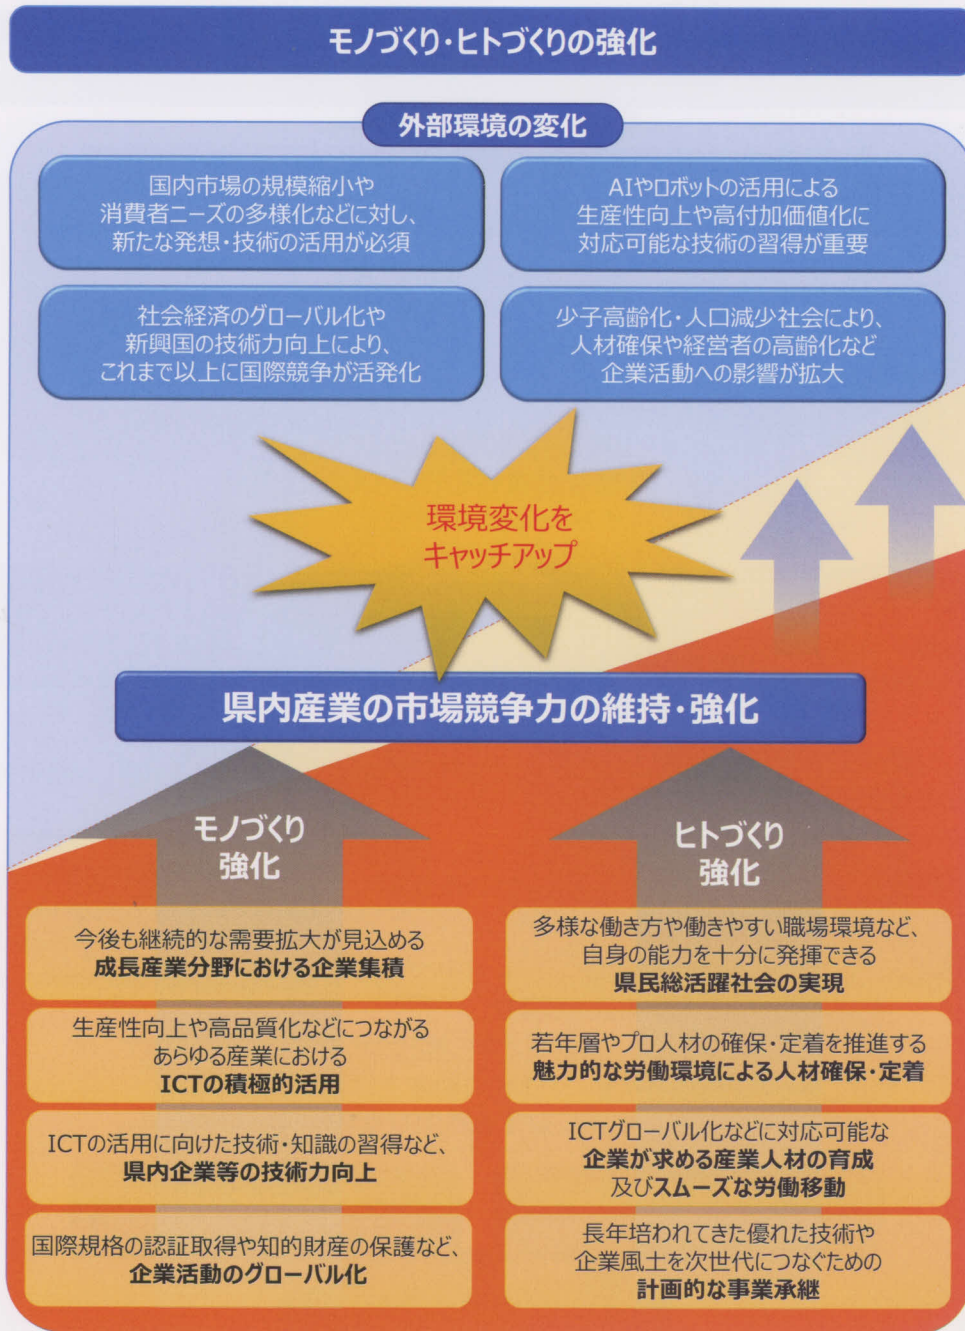 モノづくり・ヒトづくりの強化
外部環境の変化
国内市場の規模縮小や
消費者ニーズの多様化などに対し、
新たな発想・技術の活用が必須
AIやロボットの活用による
生産性向上や高付加価値化に
対応可能な技術の習得が重要
社会経済のグローバル化や
新興国の技術力向上により、
これまで以上に国際競争が活発化
少子高齢化・人口減少社会により、
人材確保や経営者の高齢化など
企業活動への影響が拡大
環境変化を
キャッチアップ
県内産業の市場競争力の維持・強化
モノづくり
強化
今後も継続的な需要拡大が見込める
成長産業分野における企業集積
生産性向上や高品質化などにつながる
あらゆる産業における
ICTの積極的活用
ICTの活用に向けた技術・知識の習得など、
県内企業等の技術力向上
国際規格の認証取得や知的財産の保護など、
企業活動のグローバル化
ヒトづくり
強化
多様な働き方や働きやすい職場環境など、
自身の能力を十分に発揮できる
県民総活躍社会の実現
若年層やプロ人材の確保・定着を推進する
魅力的な労働環境による人材確保・定着
ICTグローバル化などに対応可能な
企業が求める産業人材の育成
及びスムーズな労働移動
長年培われてきた優れた技術や
企業風土を次世代につなぐための
計画的な事業承継